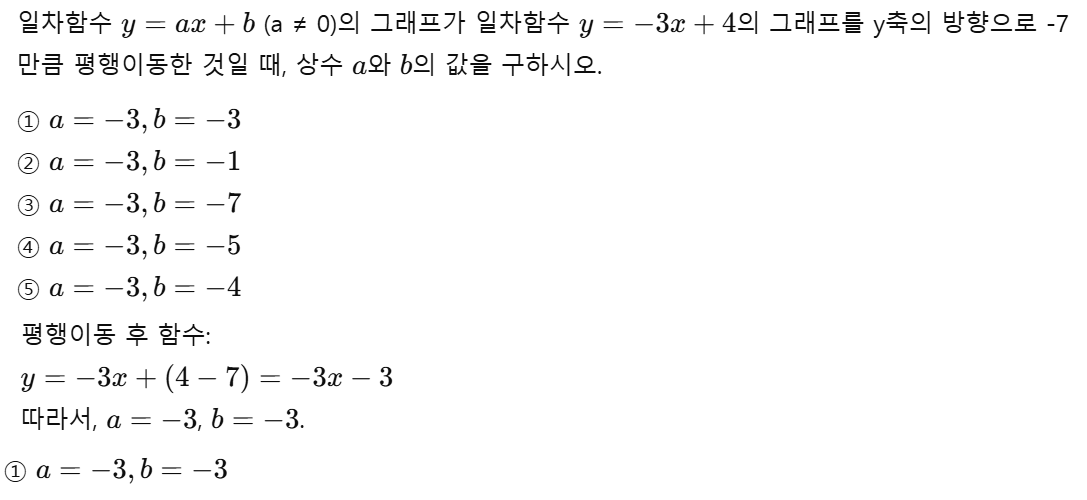 일차함수 y = ax + b (a ≠ 0)의 그래프가 일차함수 y = −3x + 4의 그래프를 y축의 방향으로 -7
만큼 평행이동한 것일 때, 상수 a와 b의 값을 구하시오.
① a = −3, b = −3
② a = −3, b = −1
③ a = −3, b = −7
④ a = −3, b = −5
⑤ a = −3, b = −4
평행이동 후 함수:
y = −3x + (4 − 7) = −3x − 3
따라서, a = −3, b = −3.
① a = −3, b = −3